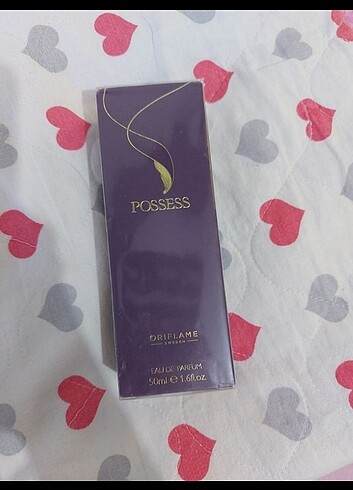 POSSESS
ORIFLAME
SWEDEN
EAU DE PARFUM
50ml e 1.6fl.oz.